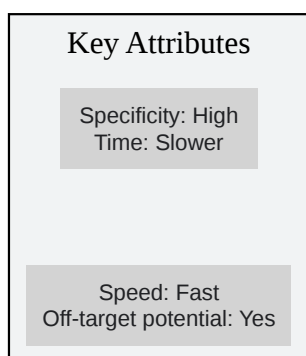 Key Attributes
Specificity: High
Time: Slower
Speed: Fast
Off-target potential: Yes